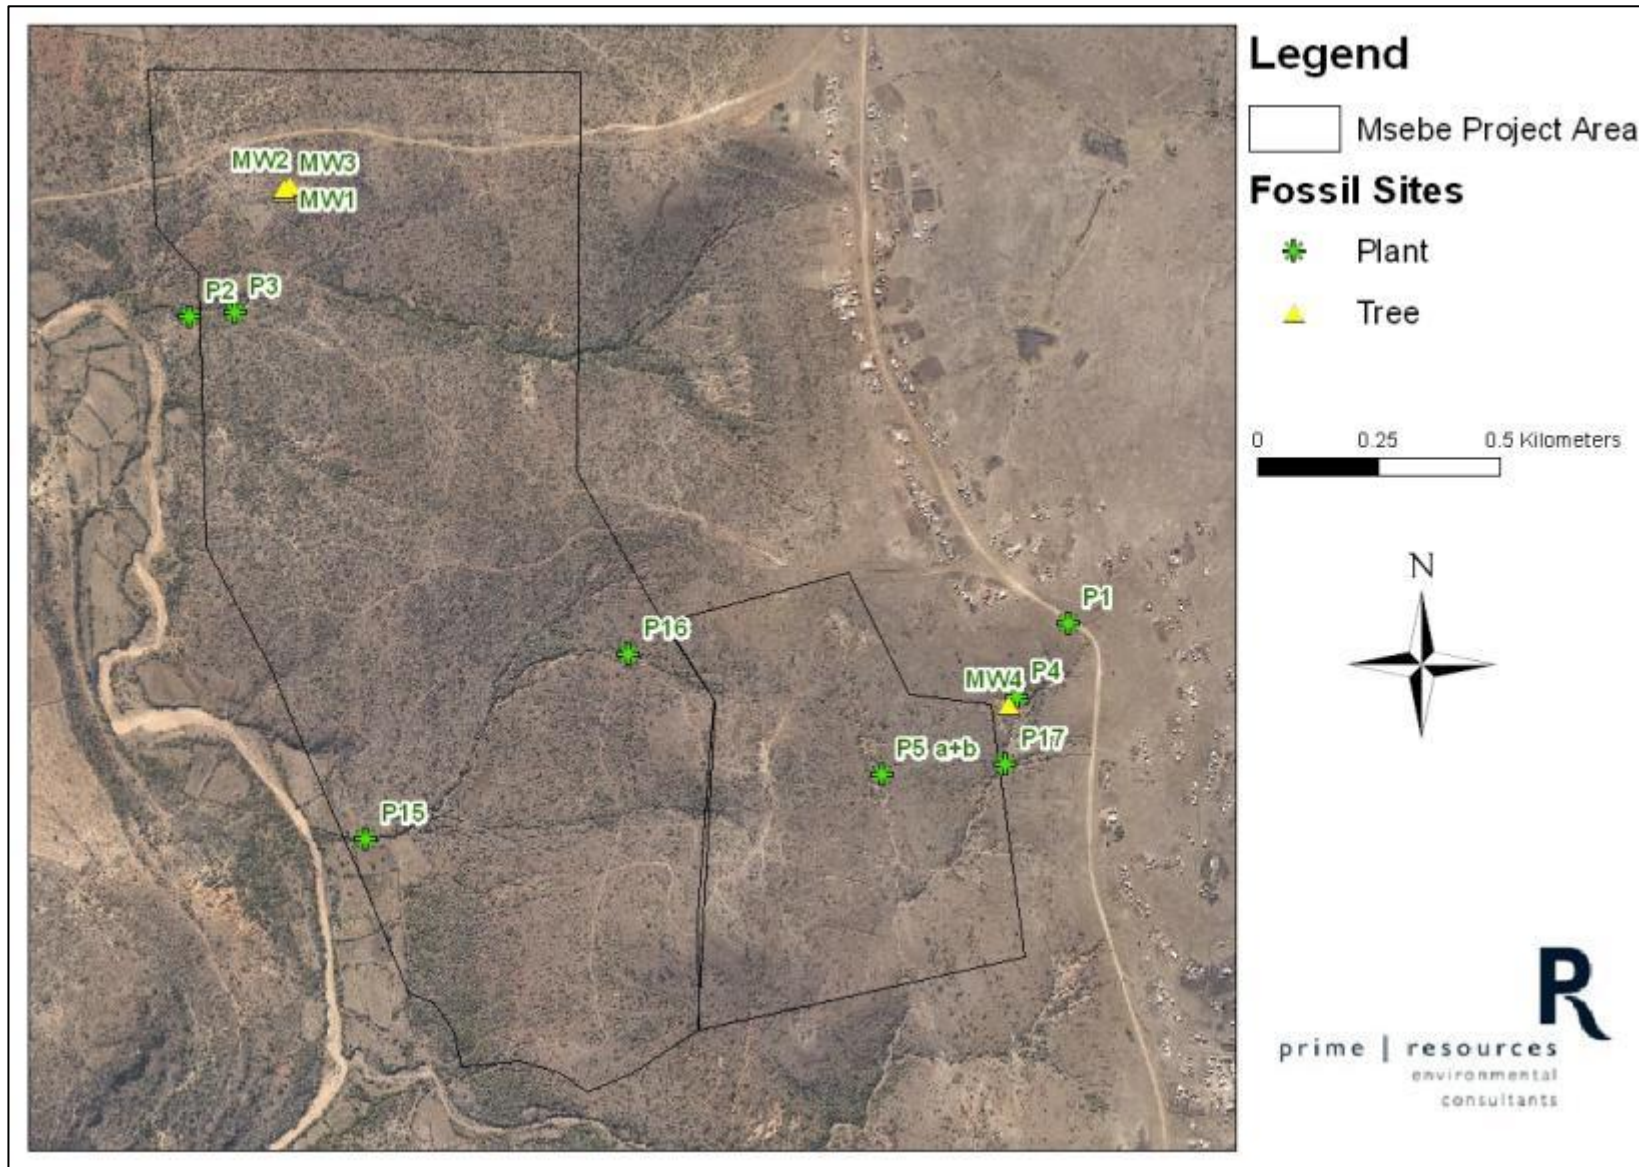 MW2 MW3
MW1
P2 P3
P1
P16
MW4 P4
P17
P5 a+b
P15
Legend
Msebe Project Area
Fossil Sites
Plant
Tree
0 0.25 0.5 Kilometers
N
PR
prime | resources
environmental
consultants